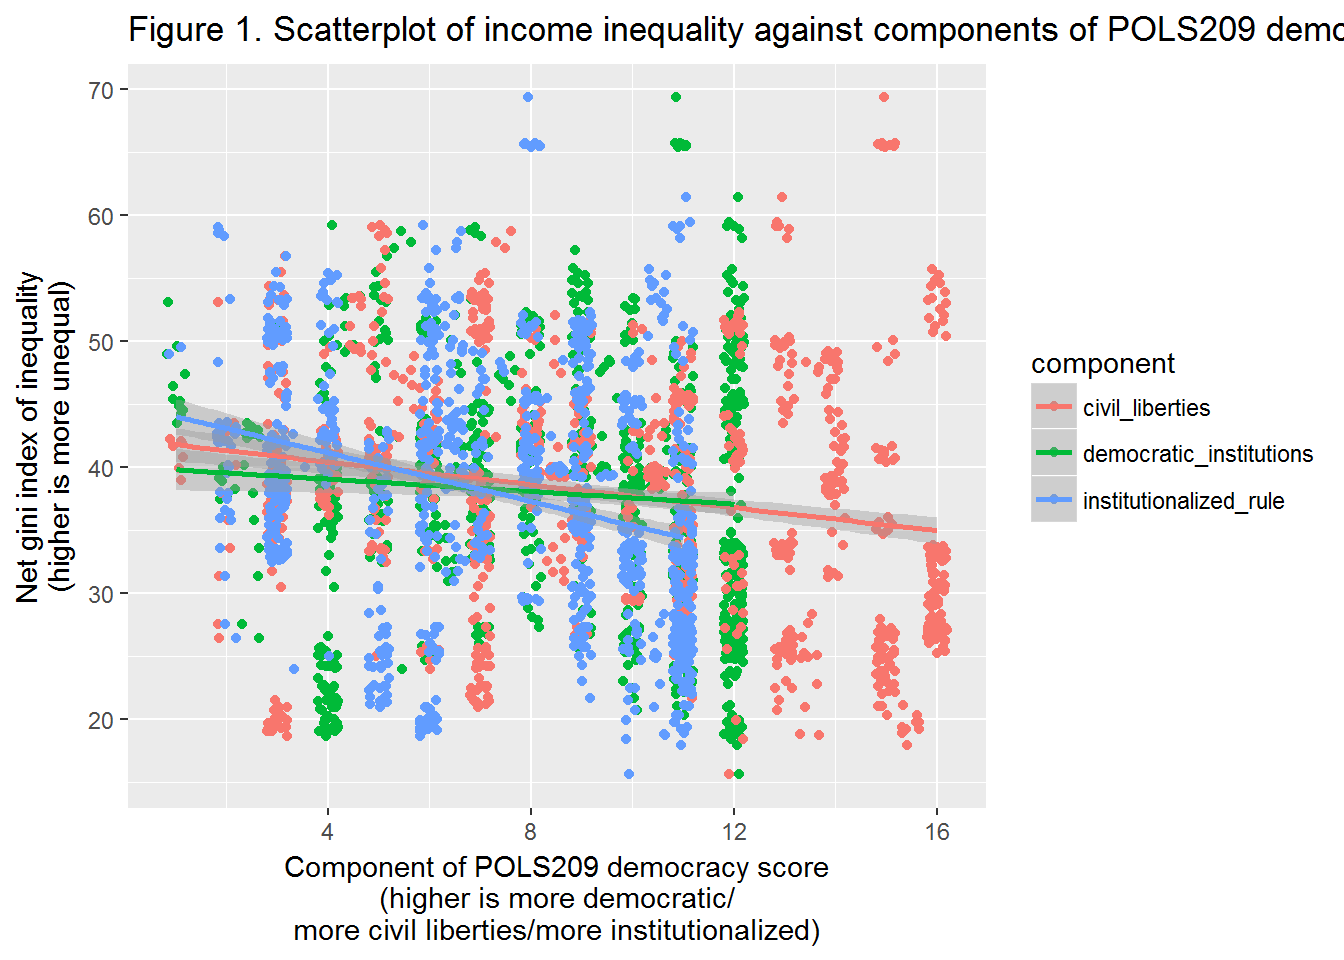 Figure 1. Scatterplot of income inequality against components of POLS209 demo
70
60
50
40
30
20
Net gini index of inequality
(higher is more unequal)
4
8
12
16
Component of POLS209 democracy score
(higher is more democratic/
more civil liberties/more institutionalized)
component
civil_liberties
democratic_institutions
institutionalized_rule